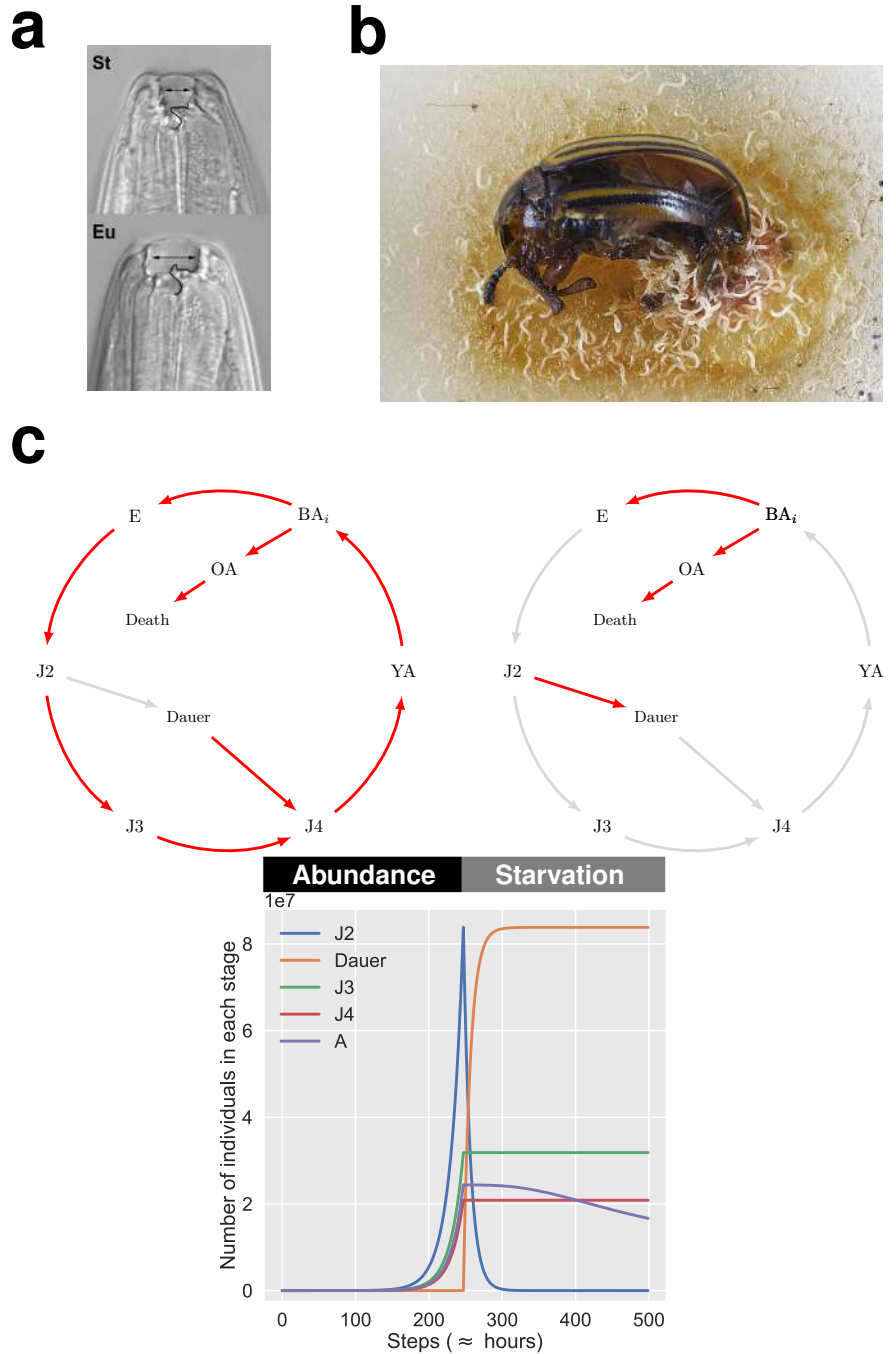 a
b
St
Eu
c
E
BAᵢ
OA
Death
J2
YA
Dauer
J3
J4
E
BAᵢ
OA
Death
J2
YA
Dauer
J3
J4
Abundance
Starvation
1e7
J2
Dauer
J3
J4
A
Number of individuals in each stage
8
6
4
2
0
0 100 200 300 400 500
Steps ( ≈ hours)